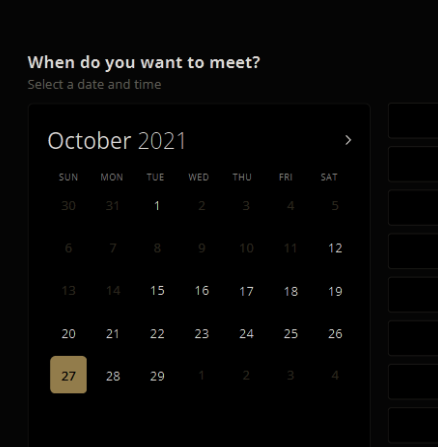 When do you want to meet?
Select a date and time
October 2021
SUN MON TUE WED THU FRI SAT
30 31 1 2 3 4 5
6 7 8 9 10 11 12
13 14 15 16 17 18 19
20 21 22 23 24 25 26
27 28 29 1 2 3 4